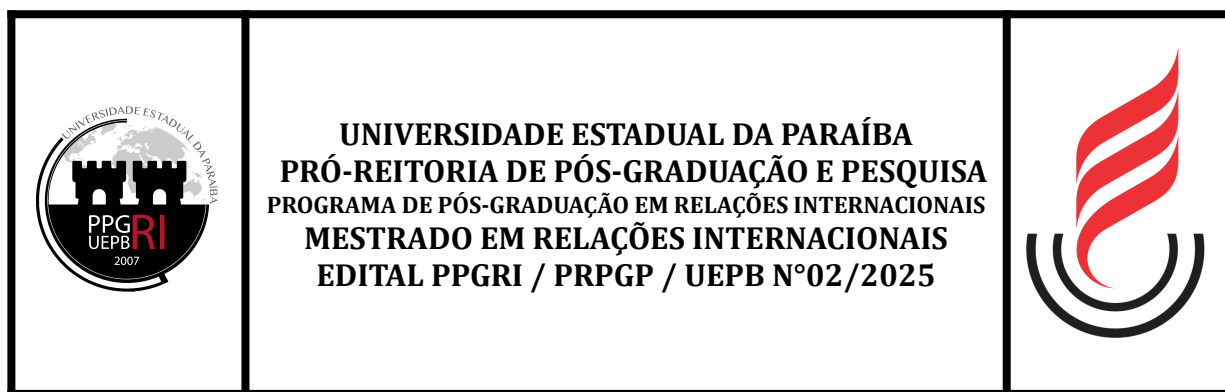 UNIVERSIDADE ESTADUAL DA PARAÍBA
PPGRI
UEPB
2007
UNIVERSIDADE ESTADUAL DA PARAÍBA
PRÓ-REITORIA DE PÓS-GRADUAÇÃO E PESQUISA
PROGRAMA DE PÓS-GRADUAÇÃO EM RELAÇÕES INTERNACIONAIS
MESTRADO EM RELAÇÕES INTERNACIONAIS
EDITAL PPGRI / PRPGP / UEPB N°02/2025